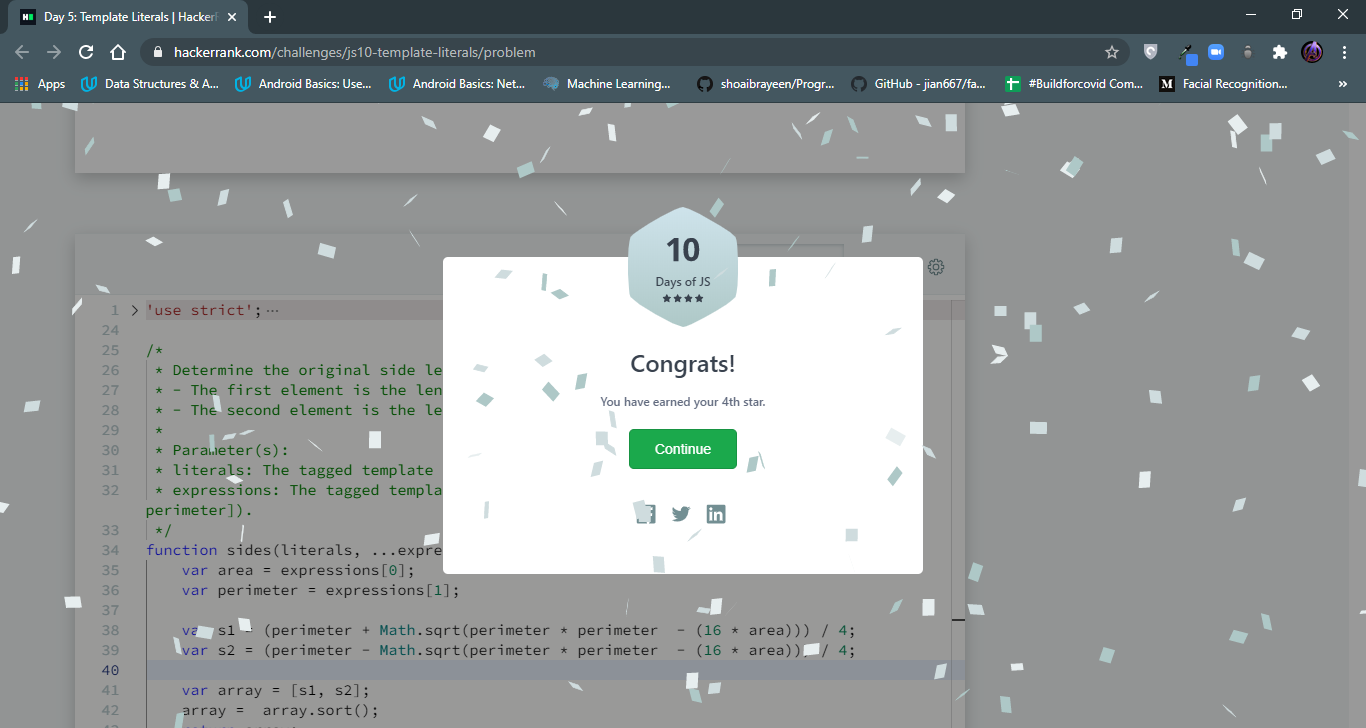 Day 5: Template Literals | Hacker
hackerrank.com/challenges/js10-template-literals/problem
Apps Data Structures & A... Android Basics: Use... Android Basics: Net... Machine Learning... shoaibrayeen/Progr... GitHub - jian667/fa... #Buildforcovid Com... Facial Recognition... »
10
Days of JS
Congrats!
You have earned your 4th star.
Continue
1 'use strict';
24
25 /*
26 * Determine the original side le
27 * - The first element is the len
28 * - The second element is the le
29 *
30 * Parameter(s):
31 * literals: The tagged template
32 * expressions: The tagged templa
perimeter]).
33 */
34 function sides(literals, ...expre
35 var area = expressions[0];
36 var perimeter = expressions[1];
37
38 var s1 = (perimeter + Math.sqrt(perimeter * perimeter - (16 * area))) / 4;
39 var s2 = (perimeter - Math.sqrt(perimeter * perimeter - (16 * area))) / 4;
40
41 var array = [s1, s2];
42 array = array.sort();